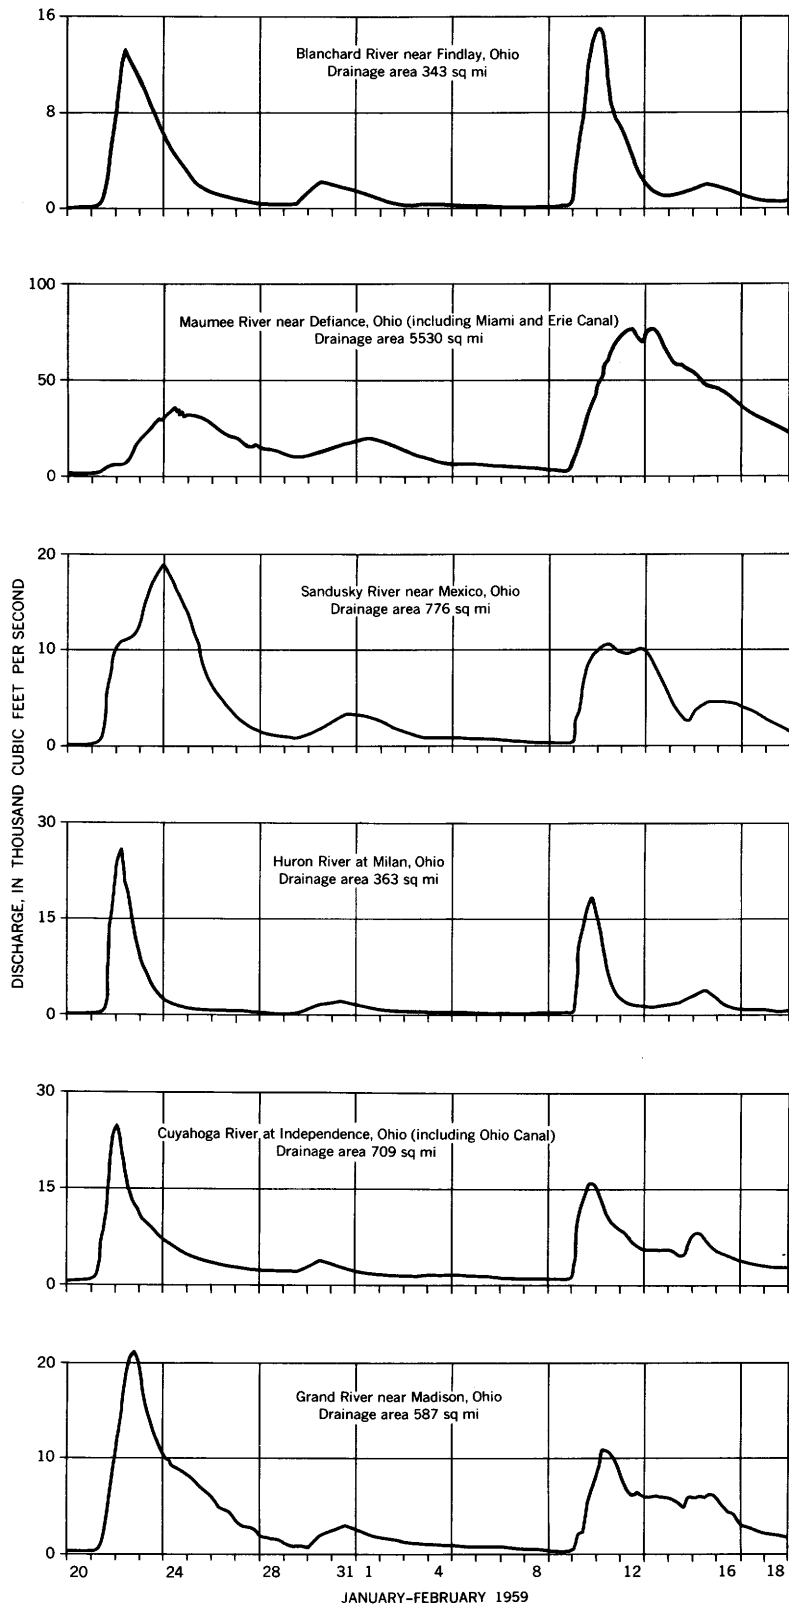 16
Blanchard River near Findlay, Ohio
Drainage area 343 sq mi
8
0
100
Maumee River near Defiance, Ohio (including Miami and Erie Canal)
Drainage area 5530 sq mi
50
0
20
Sandusky River near Mexico, Ohio
Drainage area 776 sq mi
10
0
DISCHARGE, IN THOUSAND CUBIC FEET PER SECOND
30
Huron River at Milan, Ohio
Drainage area 363 sq mi
15
0
30
Cuyahoga River at Independence, Ohio (including Ohio Canal)
Drainage area 709 sq mi
15
0
20
Grand River near Madison, Ohio
Drainage area 587 sq mi
10
0
20 24 28 31 1 4 8 12 16 18
JANUARY-FEBRUARY 1959